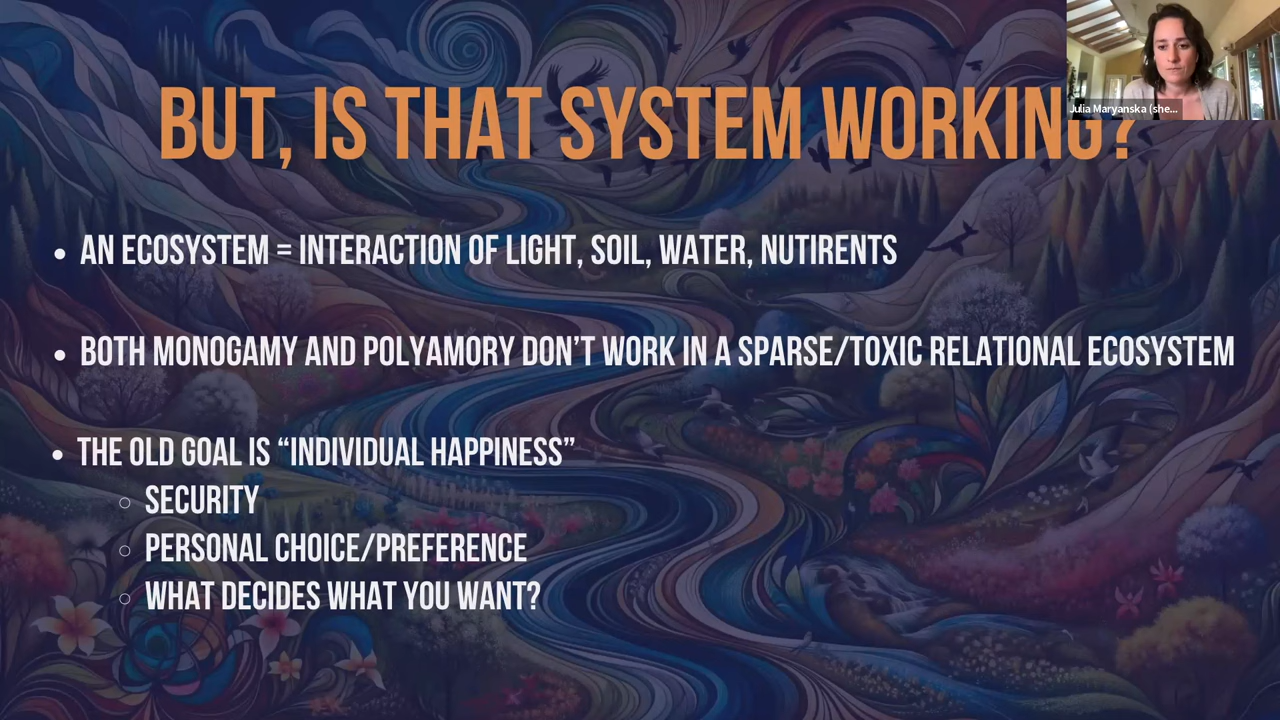 BUT, IS THAT SYSTEM WORKING?
Julia Maryanska (she...
• AN ECOSYSTEM = INTERACTION OF LIGHT, SOIL, WATER, NUTIRENTS
• BOTH MONOGAMY AND POLYAMORY DON'T WORK IN A SPARSE/TOXIC RELATIONAL ECOSYSTEM
• THE OLD GOAL IS “INDIVIDUAL HAPPINESS”
○ SECURITY
○ PERSONAL CHOICE/PREFERENCE
○ WHAT DECIDES WHAT YOU WANT?